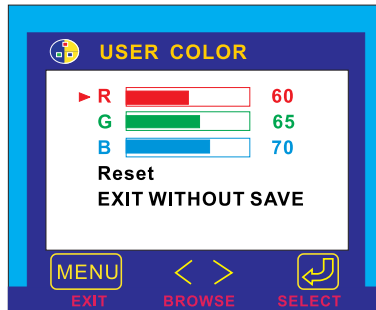 USER COLOR
R 60
G 65
B 70
Reset
EXIT WITHOUT SAVE
MENU < >
EXIT BROWSE SELECT